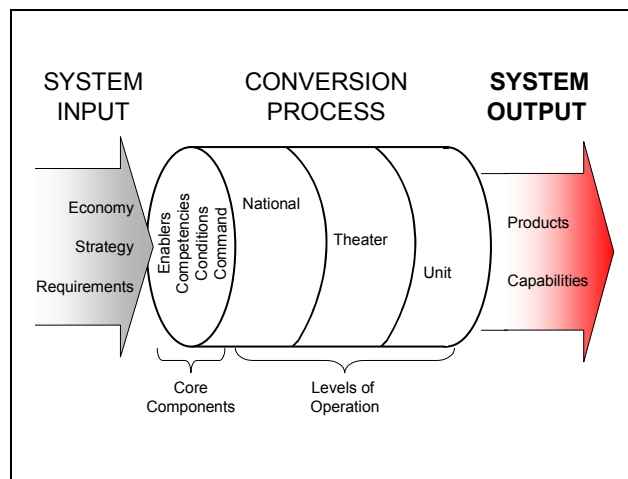 SYSTEM
INPUT
CONVERSION
PROCESS
SYSTEM
OUTPUT
Economy
Strategy
Requirements
Enablers
Competencies
Conditions
Command
National
Theater
Unit
Products
Capabilities
Core
Components
Levels of
Operation